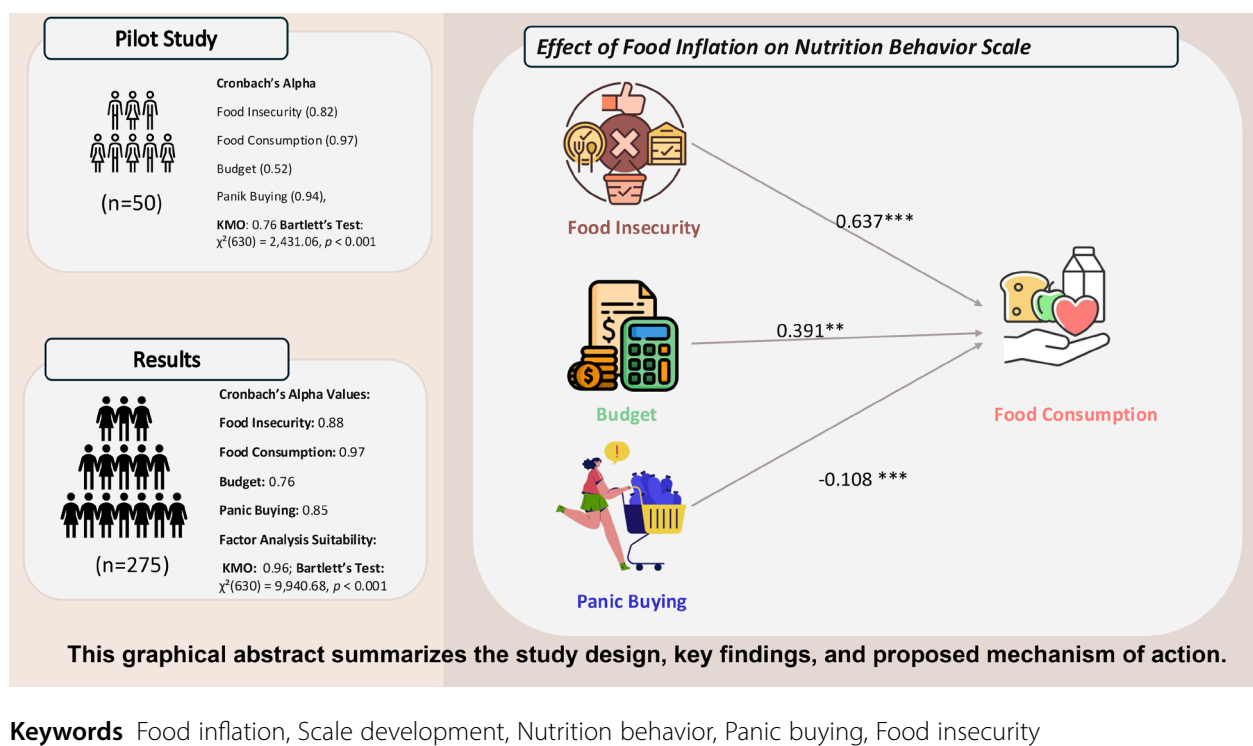 Pilot Study
Cronbach's Alpha
Food Insecurity (0.82)
Food Consumption (0.97)
Budget (0.52)
Panik Buying (0.94),
KMO: 0.76 Bartlett's Test:
χ²(630) = 2,431.06, p < 0.001
(n=50)
Results
Cronbach's Alpha Values:
Food Insecurity: 0.88
Food Consumption: 0.97
Budget: 0.76
Panic Buying: 0.85
Factor Analysis Suitability:
KMO: 0.96; Bartlett's Test:
χ²(630) = 9,940.68, p < 0.001
(n=275)
Effect of Food Inflation on Nutrition Behavior Scale
Food Insecurity
0.637***
$
$
Budget
0.391**
!
Panic Buying
-0.108 ***
Food Consumption
This graphical abstract summarizes the study design, key findings, and proposed mechanism of action.
Keywords Food inflation, Scale development, Nutrition behavior, Panic buying, Food insecurity